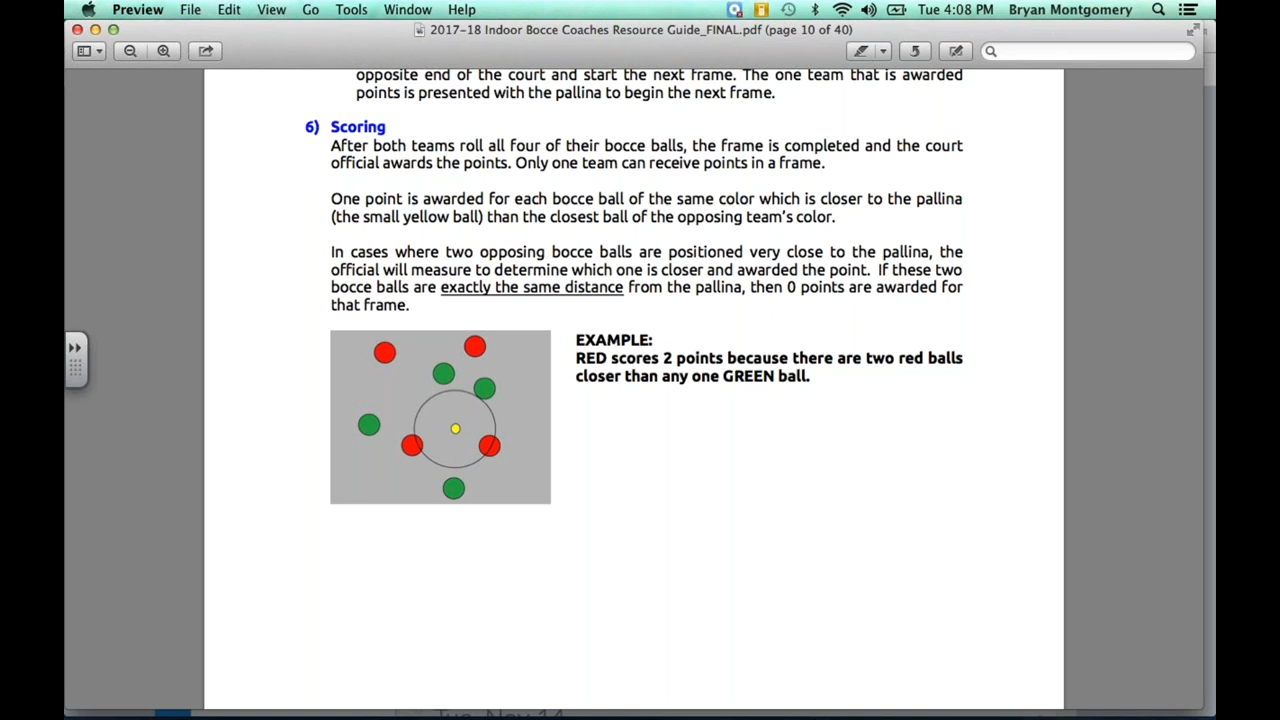 Preview File Edit View Go Tools Window Help Tue 4:08 PM Bryan Montgomery
2017-18 Indoor Bocce Coaches Resource Guide_FINAL.pdf (page 10 of 40)
opposite end of the court and start the next frame. The one team that is awarded
points is presented with the pallina to begin the next frame.
6) Scoring
After both teams roll all four of their bocce balls, the frame is completed and the court
official awards the points. Only one team can receive points in a frame.
One point is awarded for each bocce ball of the same color which is closer to the pallina
(the small yellow ball) than the closest ball of the opposing team's color.
In cases where two opposing bocce balls are positioned very close to the pallina, the
official will measure to determine which one is closer and awarded the point. If these two
bocce balls are exactly the same distance from the pallina, then 0 points are awarded for
that frame.
EXAMPLE:
RED scores 2 points because there are two red balls
closer than any one GREEN ball.
Tue, Nov 14